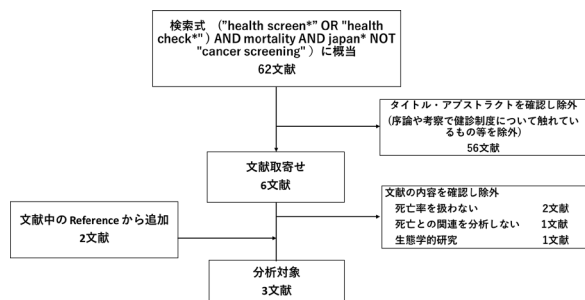 検索式　("health screen*" OR "health
check*" ) AND mortality AND japan* NOT
"cancer screening" ）に概当
62文献
タイトル・アブストラクトを確認し除外
(序論や考察で健診制度について触れてい
るもの等を除外)
56文献
文献取寄せ
6文献
文献の内容を確認し除外
死亡率を扱わない　2文献
死亡との関連を分析しない　1文献
生態学的研究　1文献
文献中の Reference から追加
2文献
分析対象
3文献